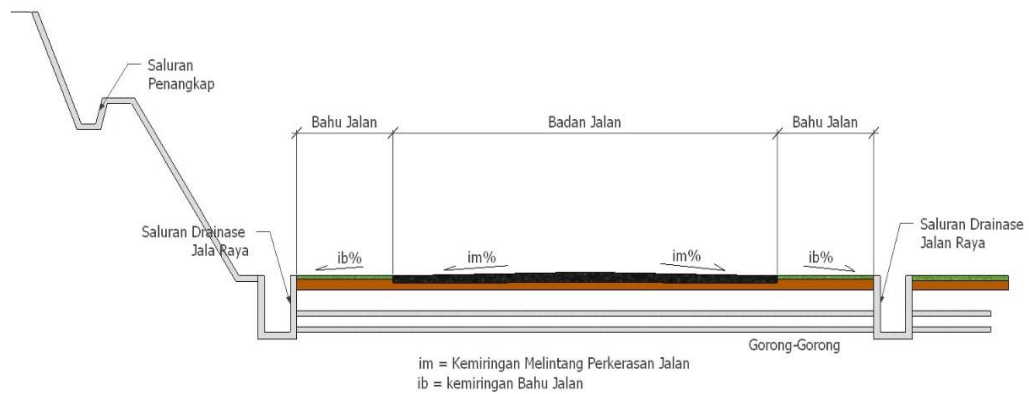 Saluran
Penangkap
Bahu Jalan
Badan Jalan
Bahu Jalan
Saluran Drainase
Jala Raya
Saluran Drainase
Jalan Raya
ib%
im%
im%
ib%
Gorong-Gorong
im = Kemiringan Melintang Perkerasan Jalan
ib = kemiringan Bahu Jalan